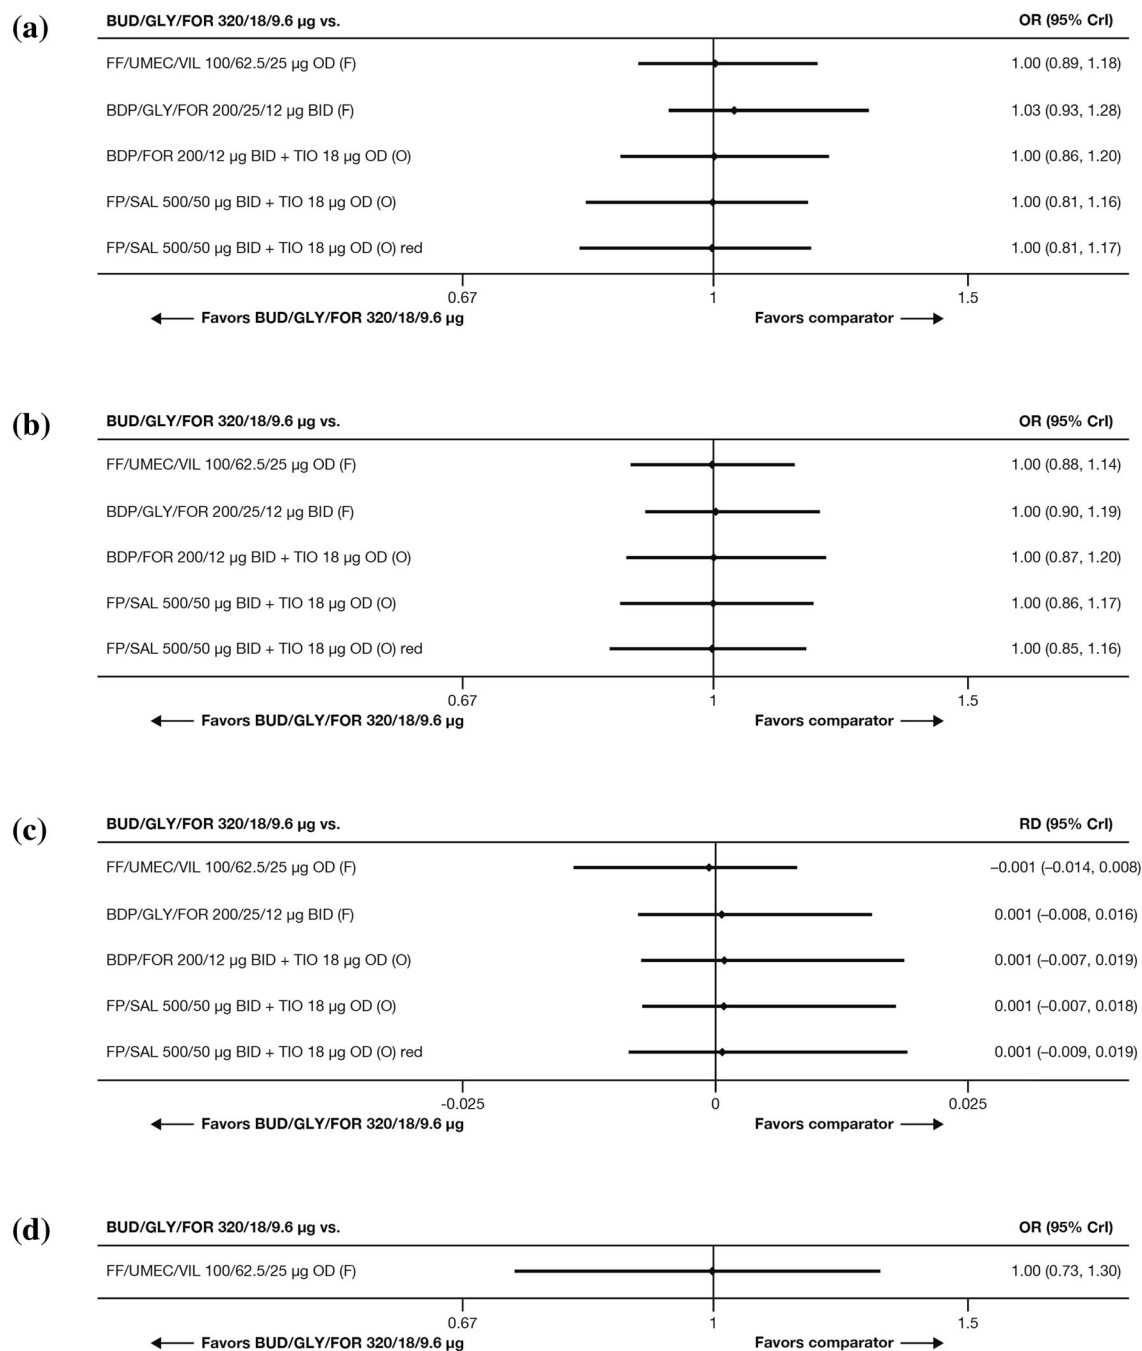 (a)
BUD/GLY/FOR 320/18/9.6 µg vs. OR (95% CrI)
FF/UMEC/VIL 100/62.5/25 µg OD (F) 1.00 (0.89, 1.18)
BDP/GLY/FOR 200/25/12 µg BID (F) 1.03 (0.93, 1.28)
BDP/FOR 200/12 µg BID + TIO 18 µg OD (O) 1.00 (0.86, 1.20)
FP/SAL 500/50 µg BID + TIO 18 µg OD (O) 1.00 (0.81, 1.16)
FP/SAL 500/50 µg BID + TIO 18 µg OD (O) red 1.00 (0.81, 1.17)
0.67 1 1.5
Favors BUD/GLY/FOR 320/18/9.6 µg Favors comparator
(b)
BUD/GLY/FOR 320/18/9.6 µg vs. OR (95% CrI)
FF/UMEC/VIL 100/62.5/25 µg OD (F) 1.00 (0.88, 1.14)
BDP/GLY/FOR 200/25/12 µg BID (F) 1.00 (0.90, 1.19)
BDP/FOR 200/12 µg BID + TIO 18 µg OD (O) 1.00 (0.87, 1.20)
FP/SAL 500/50 µg BID + TIO 18 µg OD (O) 1.00 (0.86, 1.17)
FP/SAL 500/50 µg BID + TIO 18 µg OD (O) red 1.00 (0.85, 1.16)
0.67 1 1.5
Favors BUD/GLY/FOR 320/18/9.6 µg Favors comparator
(c)
BUD/GLY/FOR 320/18/9.6 µg vs. RD (95% CrI)
FF/UMEC/VIL 100/62.5/25 µg OD (F) –0.001 (–0.014, 0.008)
BDP/GLY/FOR 200/25/12 µg BID (F) 0.001 (–0.008, 0.016)
BDP/FOR 200/12 µg BID + TIO 18 µg OD (O) 0.001 (–0.007, 0.019)
FP/SAL 500/50 µg BID + TIO 18 µg OD (O) 0.001 (–0.007, 0.018)
FP/SAL 500/50 µg BID + TIO 18 µg OD (O) red 0.001 (–0.009, 0.019)
-0.025 0 0.025
Favors BUD/GLY/FOR 320/18/9.6 µg Favors comparator
(d)
BUD/GLY/FOR 320/18/9.6 µg vs. OR (95% CrI)
FF/UMEC/VIL 100/62.5/25 µg OD (F) 1.00 (0.73, 1.30)
0.67 1 1.5
Favors BUD/GLY/FOR 320/18/9.6 µg Favors comparator